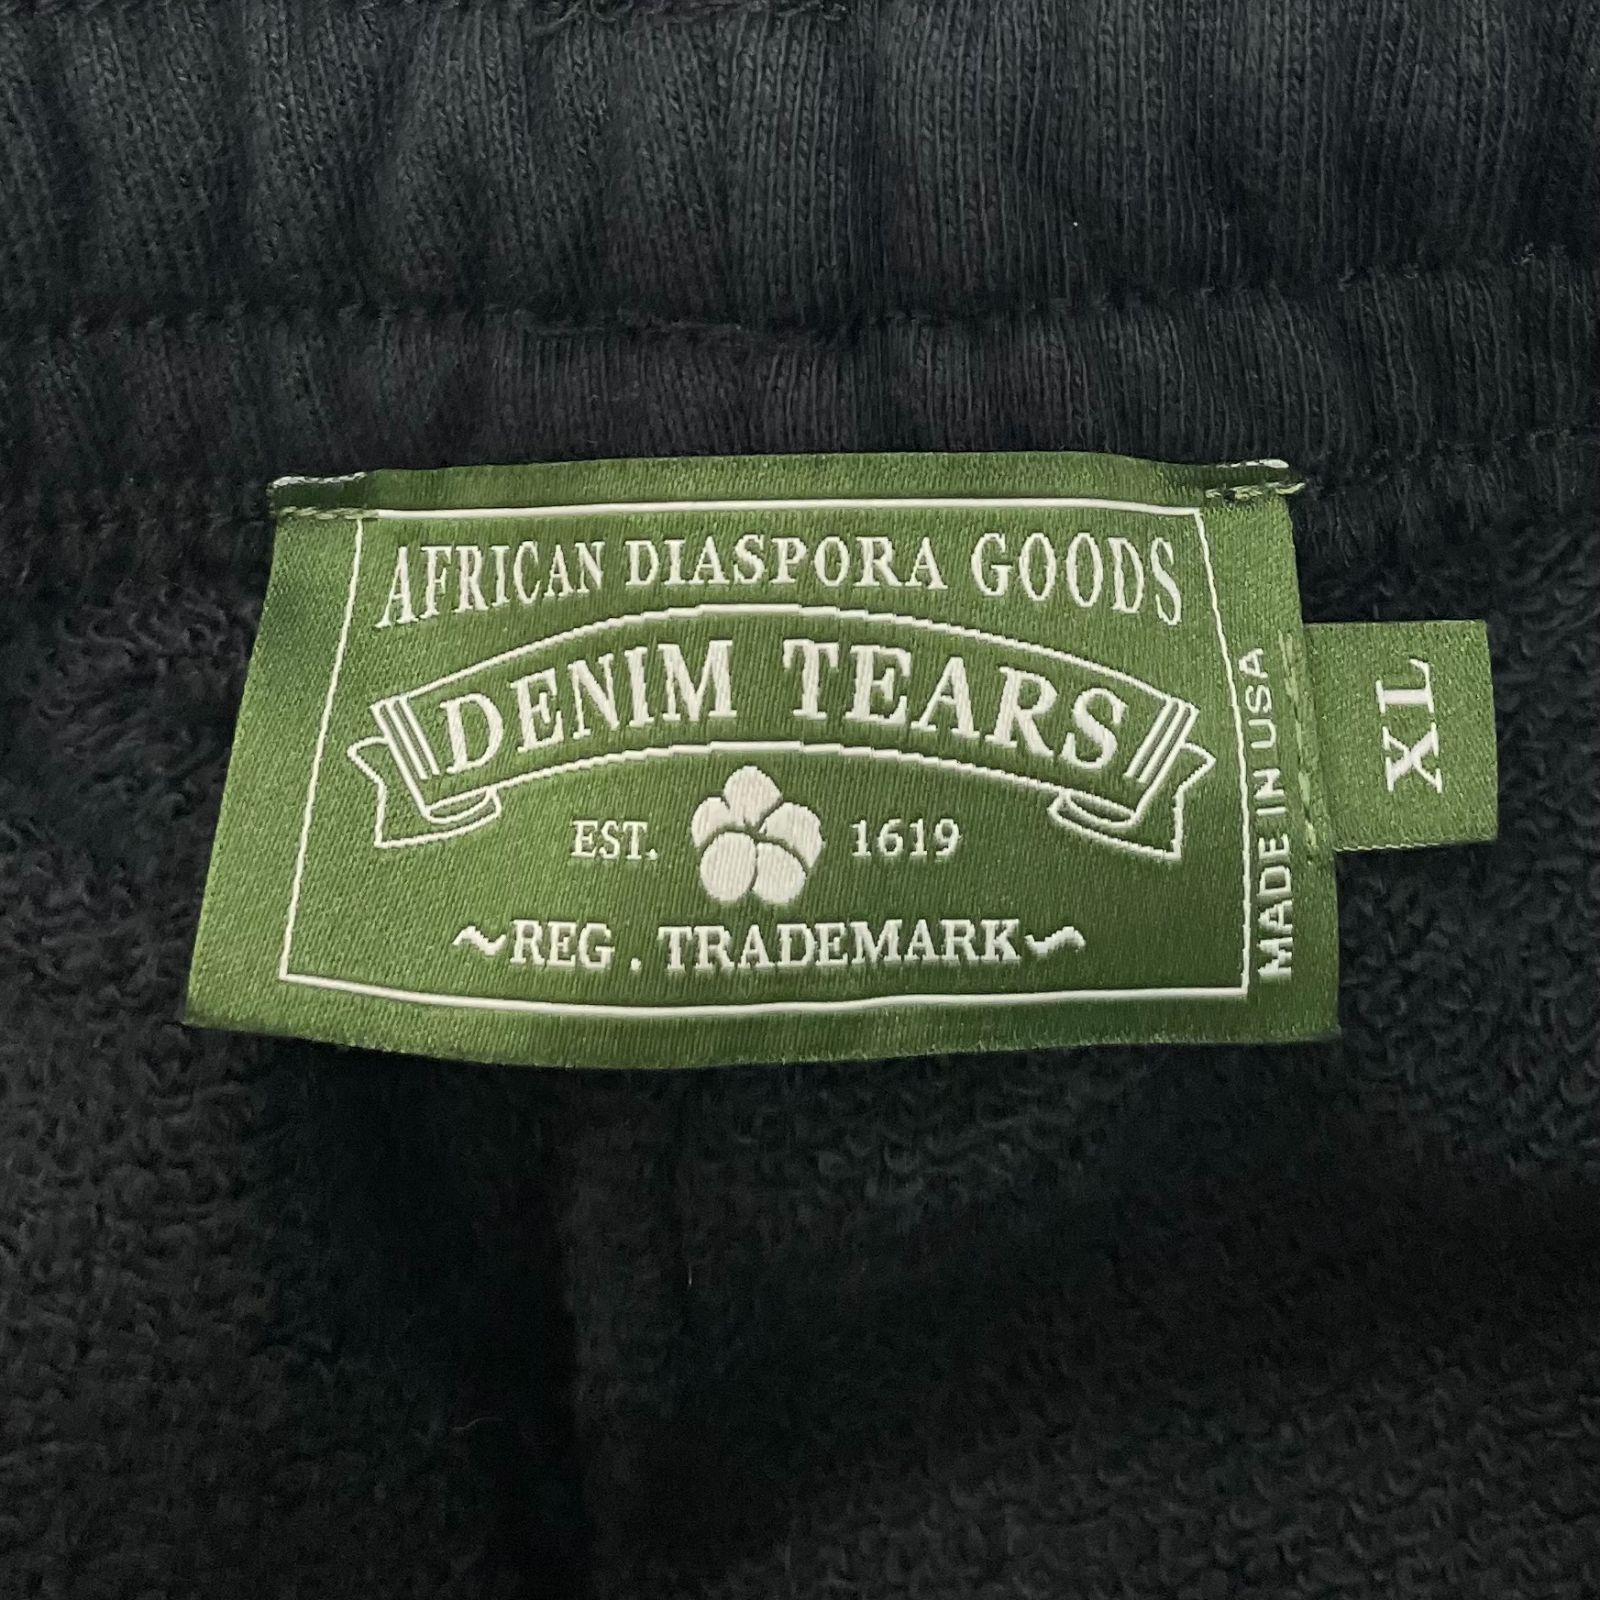 AFRICAN DIASPORA GOODS
DENIM TEARS
EST. 1619
~REG. TRADEMARK~
MADE IN USA
XL